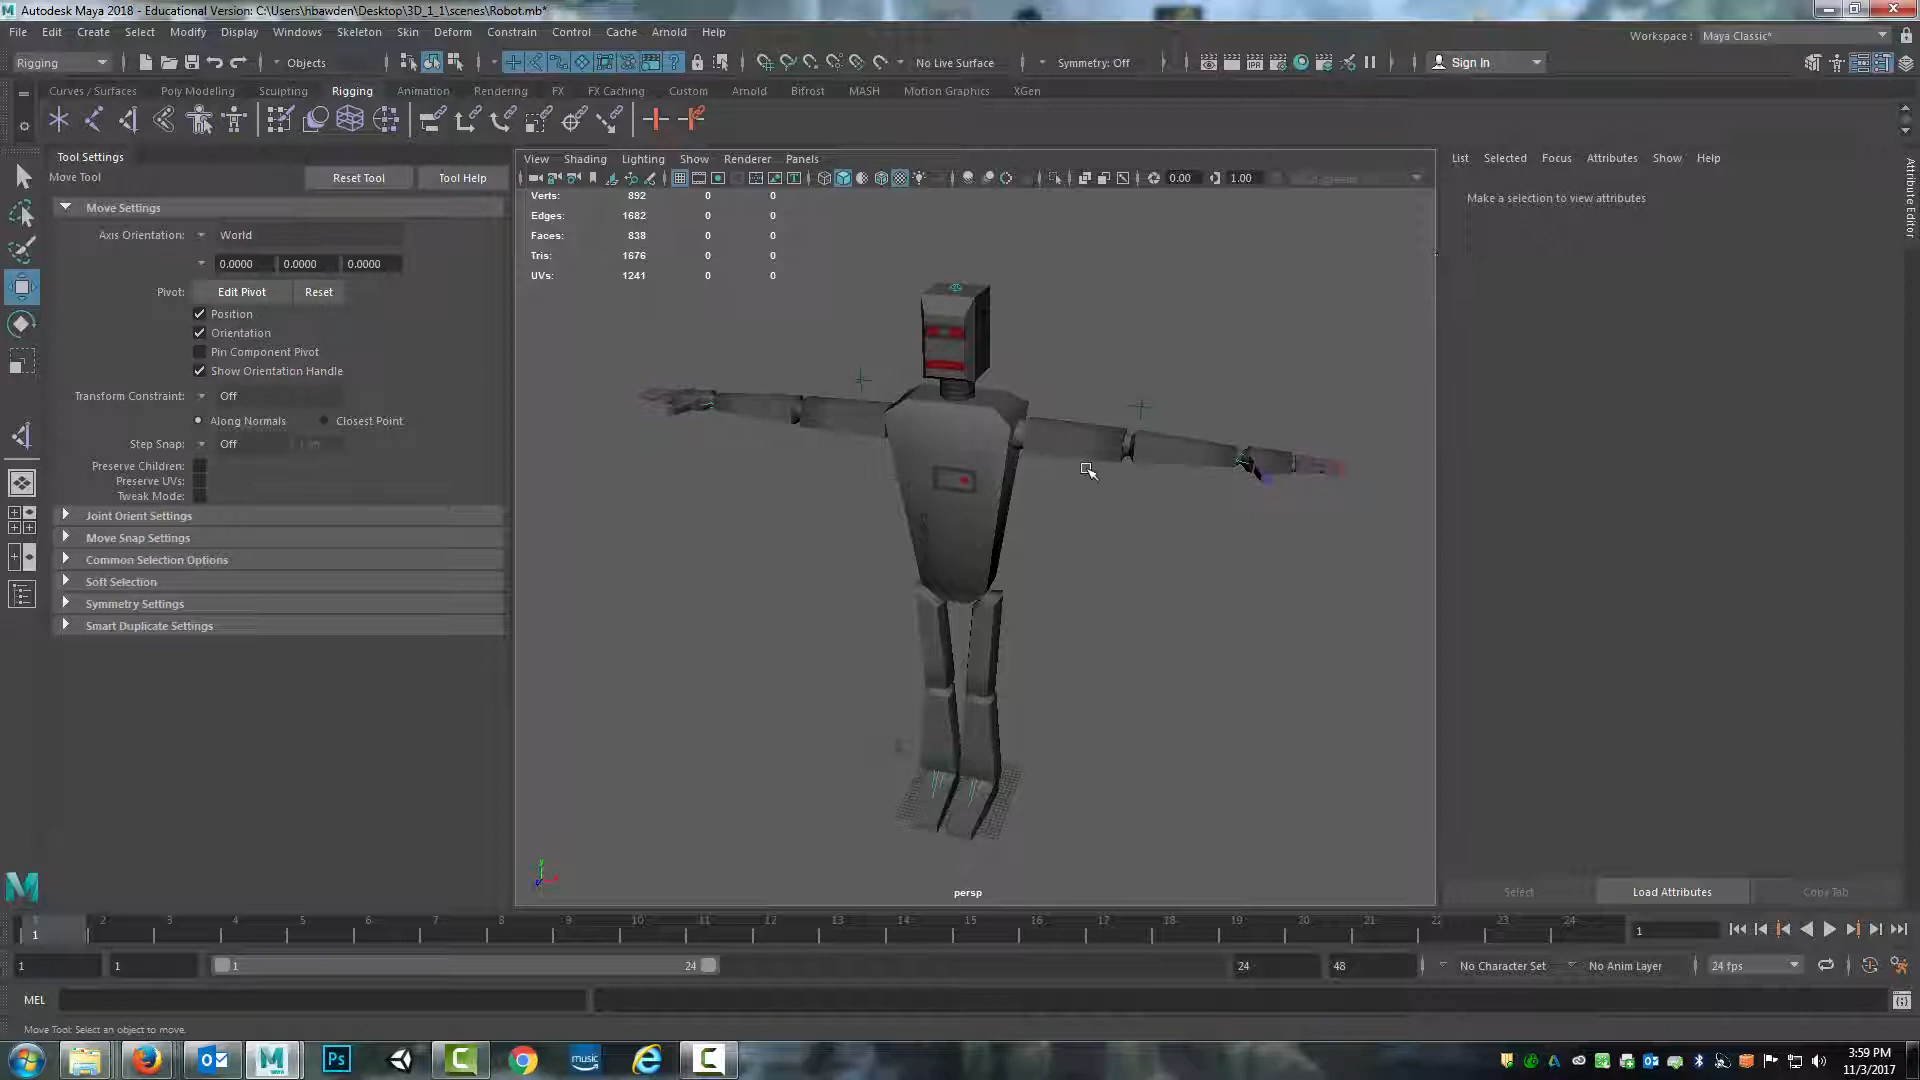 Autodesk Maya 2018 - Educational Version: C:\Users\hbawden\Desktop\3D_1_1\scenes\Robot.mb*
File Edit Create Select Modify Display Windows Skeleton Skin Deform Constrain Control Cache Arnold Help
Workspace : Maya Classic*
Rigging Objects No Live Surface Symmetry: Off Sign In
Curves / Surfaces Poly Modeling Sculpting Rigging Animation Rendering FX FX Caching Custom Arnold Bifrost MASH Motion Graphics XGen
Tool Settings
Move Tool Reset Tool Tool Help
Move Settings
Axis Orientation: World
0.0000 0.0000 0.0000
Pivot: Edit Pivot Reset
Position
Orientation
Pin Component Pivot
Show Orientation Handle
Transform Constraint: Off
Along Normals Closest Point
Step Snap: Off
Preserve Children:
Preserve UVs:
Tweak Mode:
Joint Orient Settings
Move Snap Settings
Common Selection Options
Soft Selection
Symmetry Settings
Smart Duplicate Settings
View Shading Lighting Show Renderer Panels
0.00 1.00
Verts: 892 0 0
Edges: 1682 0 0
Faces: 838 0 0
Tris: 1676 0 0
UVs: 1241 0 0
persp
List Selected Focus Attributes Show Help
Make a selection to view attributes
Attribute Editor
Select Load Attributes Copy Tab
1 2 3 4 5 6 7 8 9 10 11 12 13 14 15 16 17 18 19 20 21 22 23 24
1 1
1 1 1 24 24 48 No Character Set No Anim Layer 24 fps
MEL
Move Tool: Select an object to move.
Ps music
3:59 PM
11/3/2017